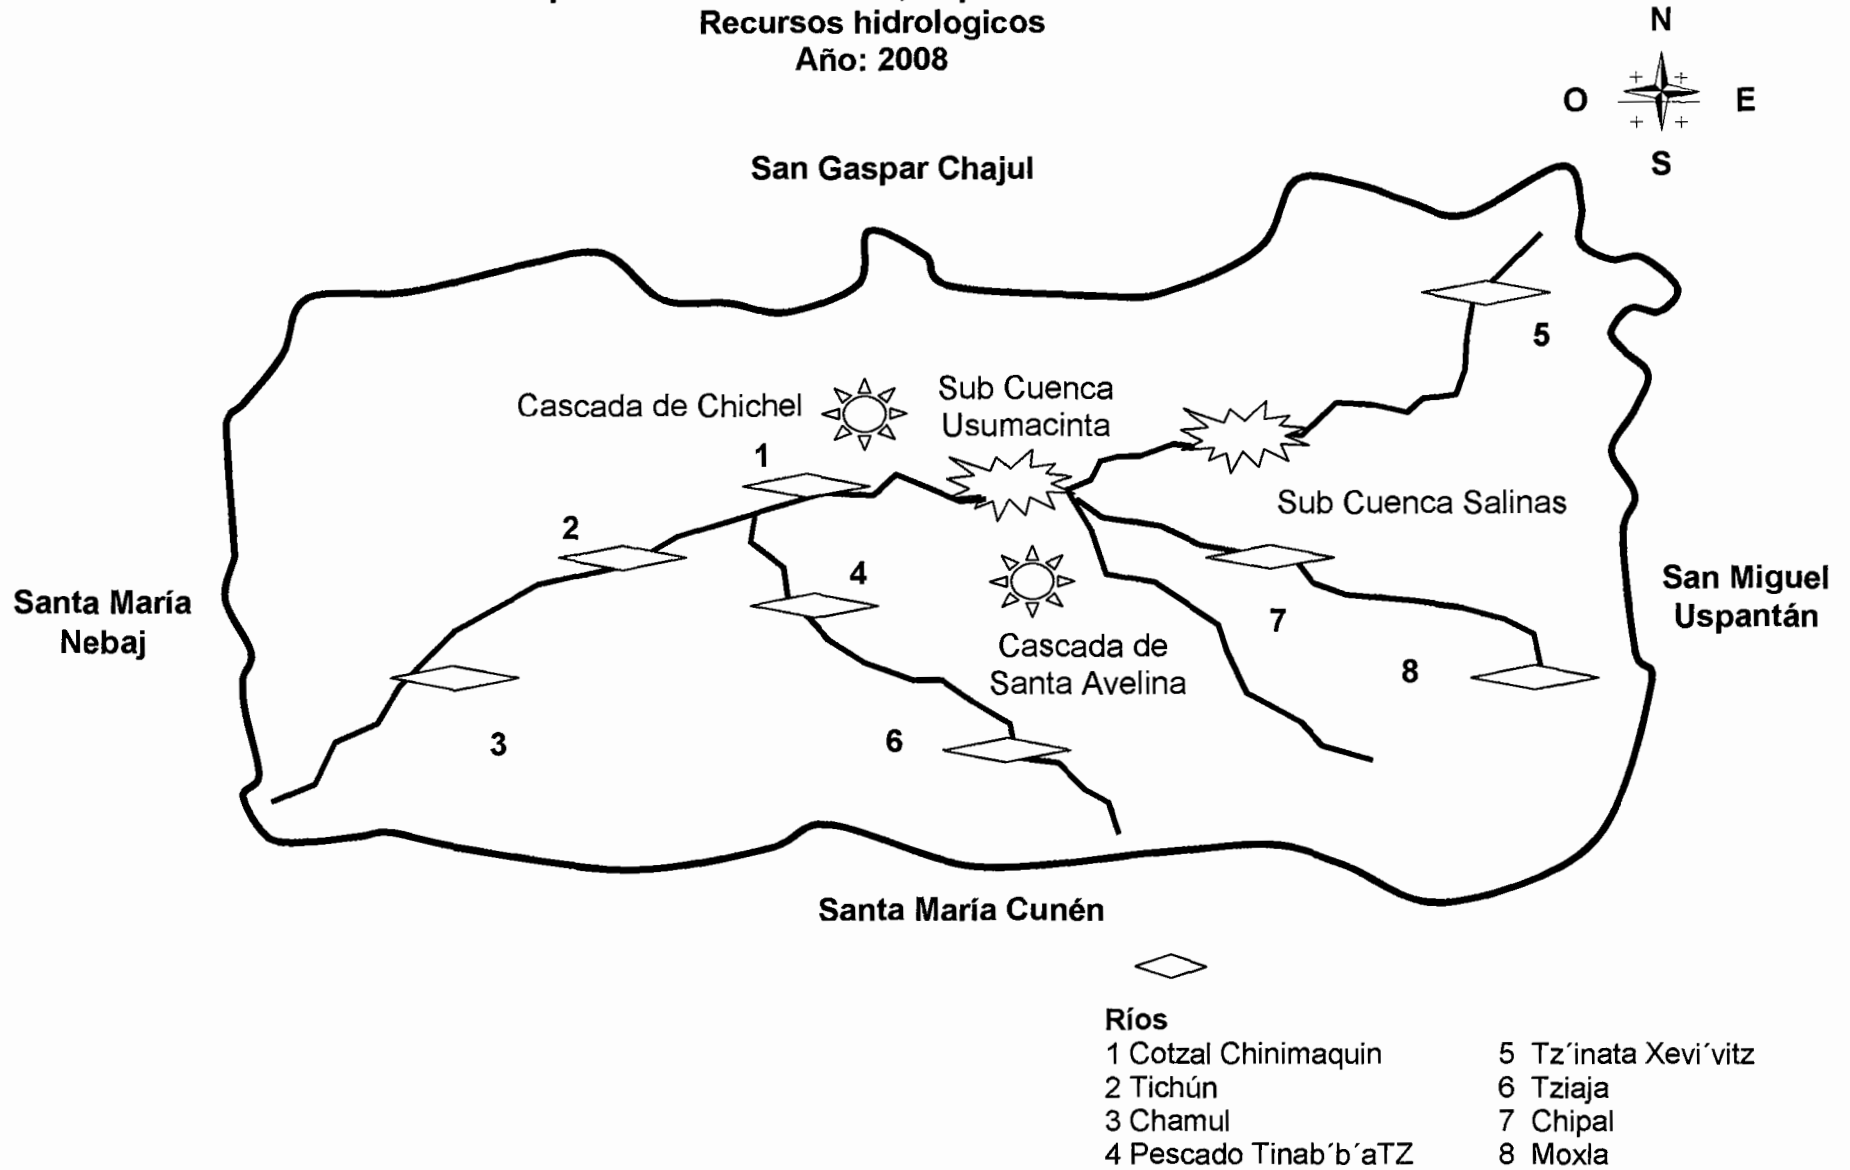 Recursos hidrologicos
Año: 2008
N
O
E
S
San Gaspar Chajul
5
Cascada de Chichel
Sub Cuenca
Usumacinta
1
Sub Cuenca Salinas
2
4
Santa María
Nebaj
San Miguel
Uspantán
7
Cascada de
Santa Avelina
8
3
6
Santa María Cunén
Ríos
1 Cotzal Chinimaquin
2 Tichún
3 Chamul
4 Pescado Tinab´b´aTZ
5 Tz´inata Xevi´vitz
6 Tziaja
7 Chipal
8 Moxla